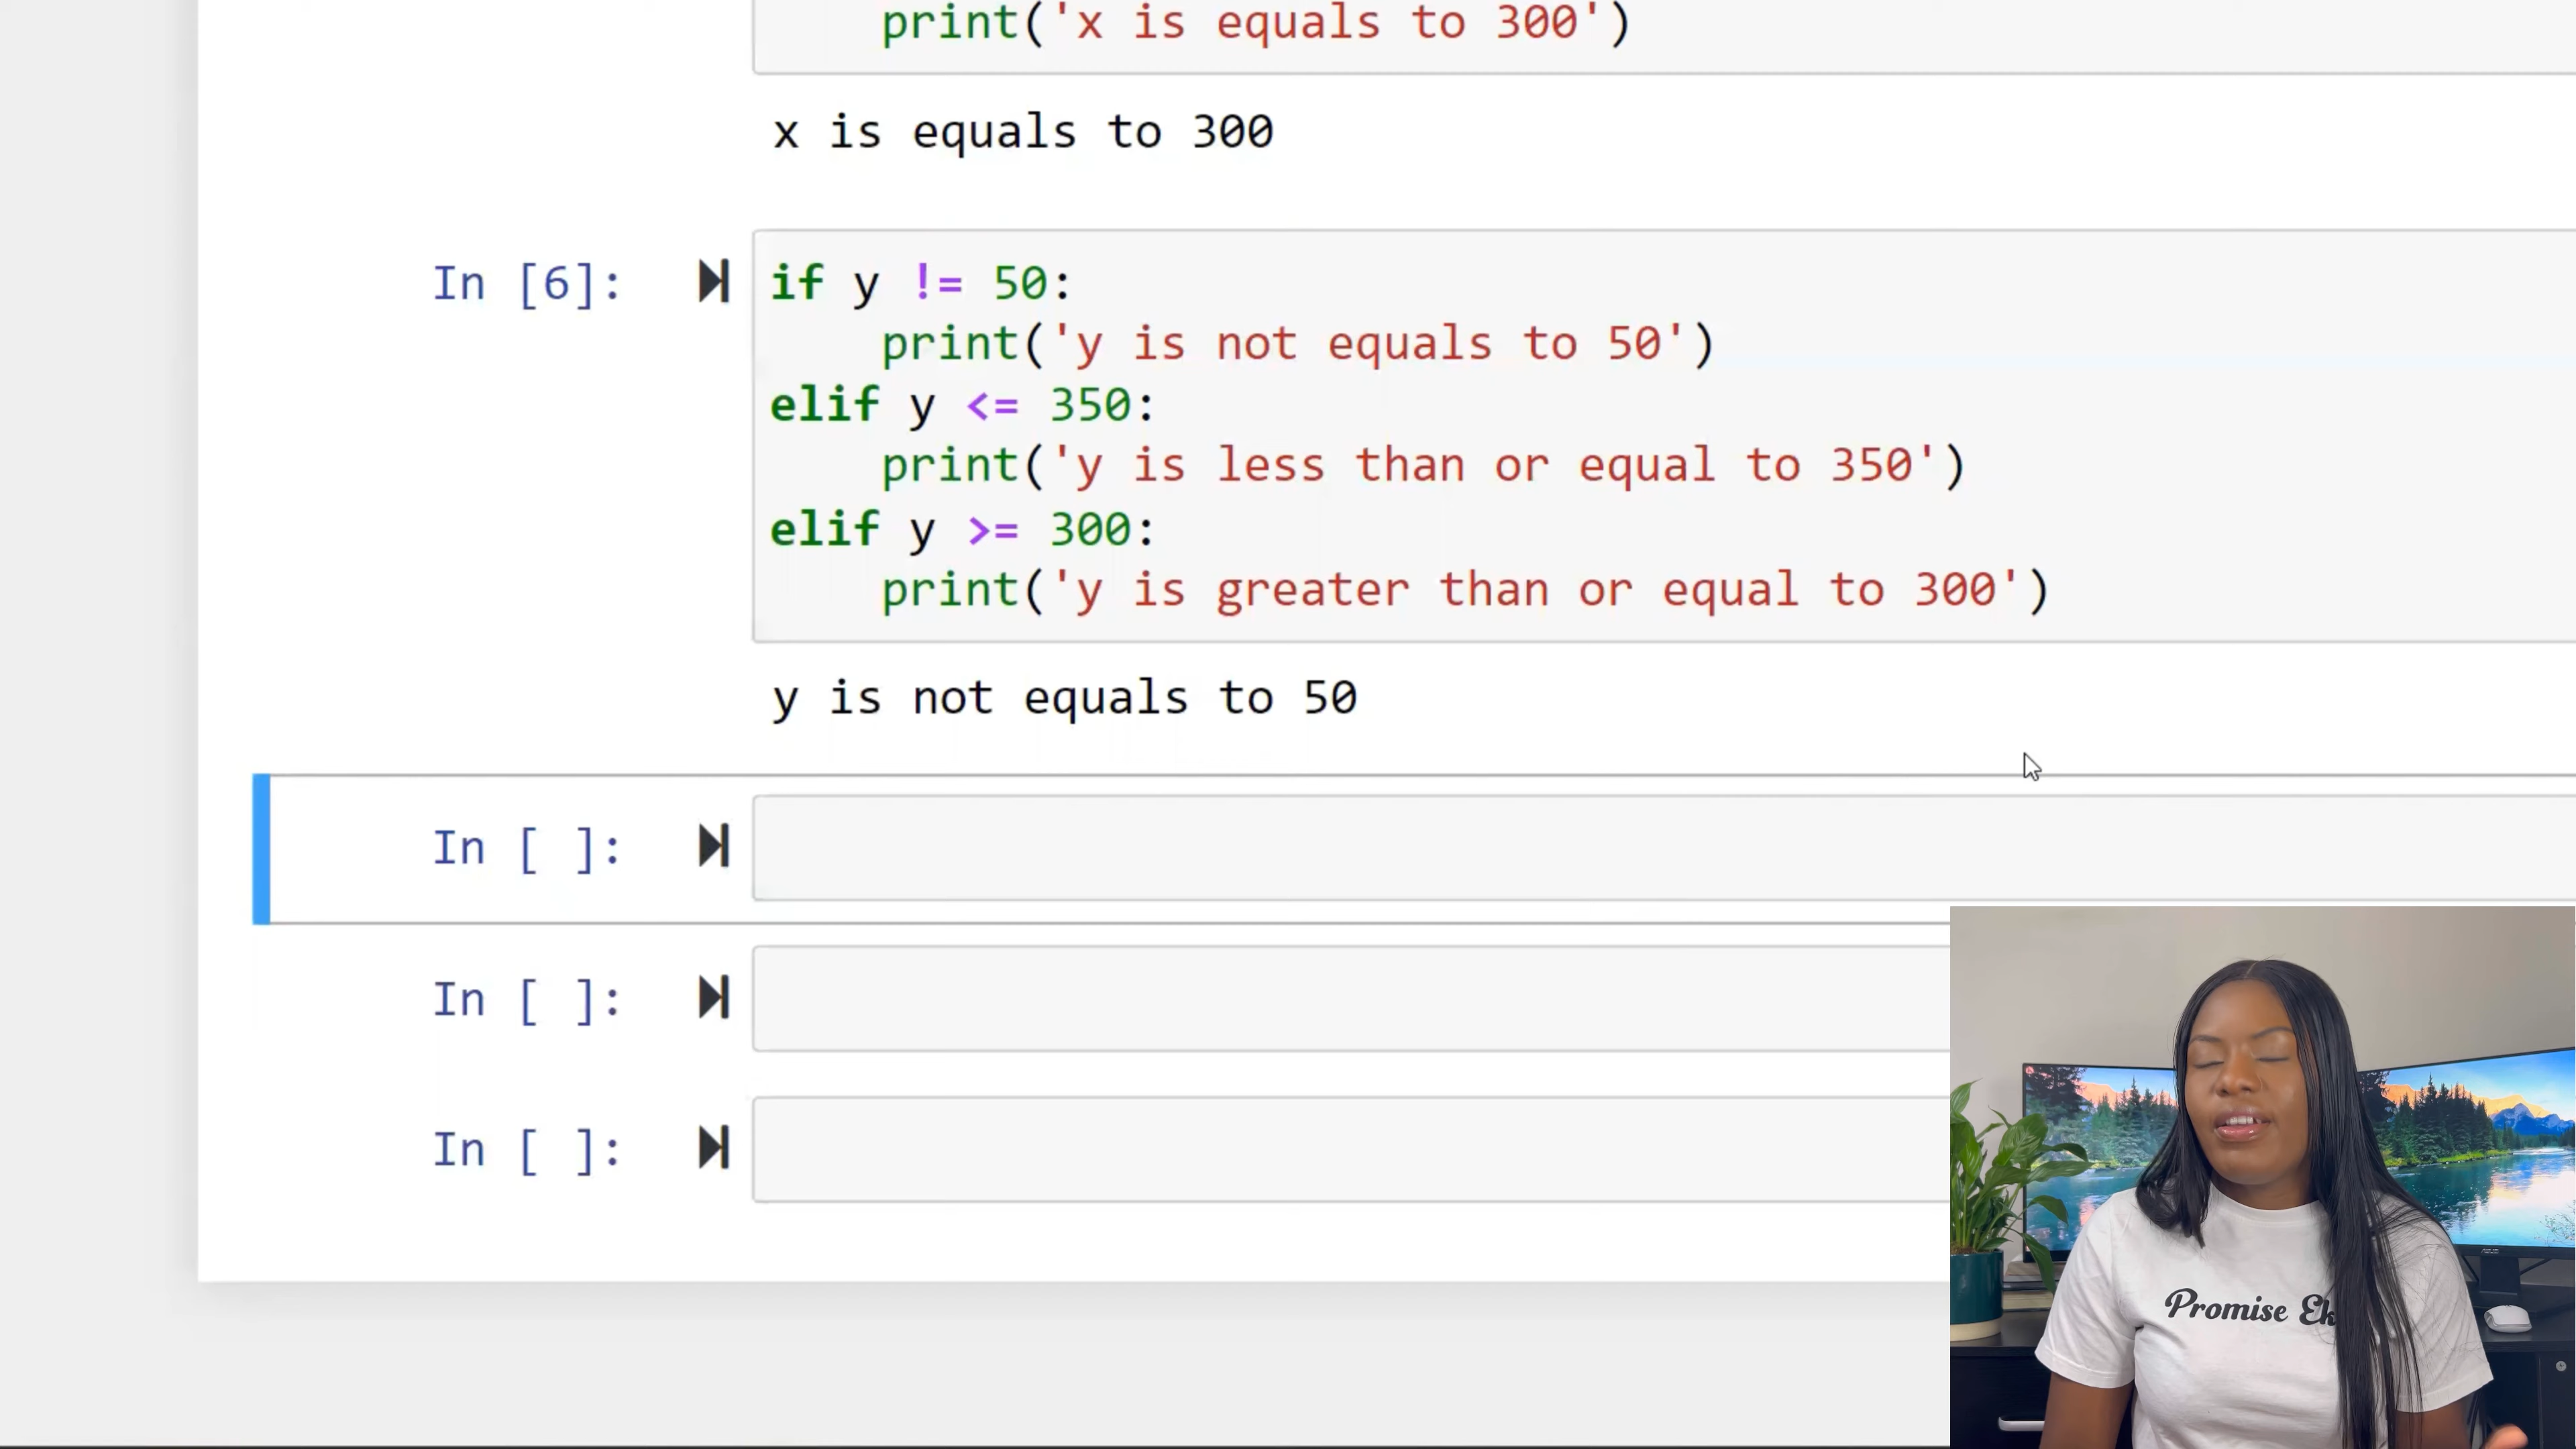 print('x is equals to 300')
x is equals to 300
In [6]:
if y != 50:
print('y is not equals to 50')
elif y <= 350:
print('y is less than or equal to 350')
elif y >= 300:
print('y is greater than or equal to 300')
y is not equals to 50
In [ ]:
In [ ]:
In [ ]:
Promise